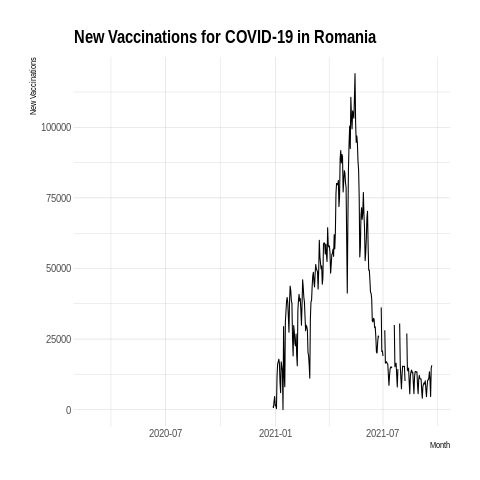 New Vaccinations for COVID-19 in Romania
New Vaccinations
100000
75000
50000
25000
0
2020-07
2021-01
2021-07
Month